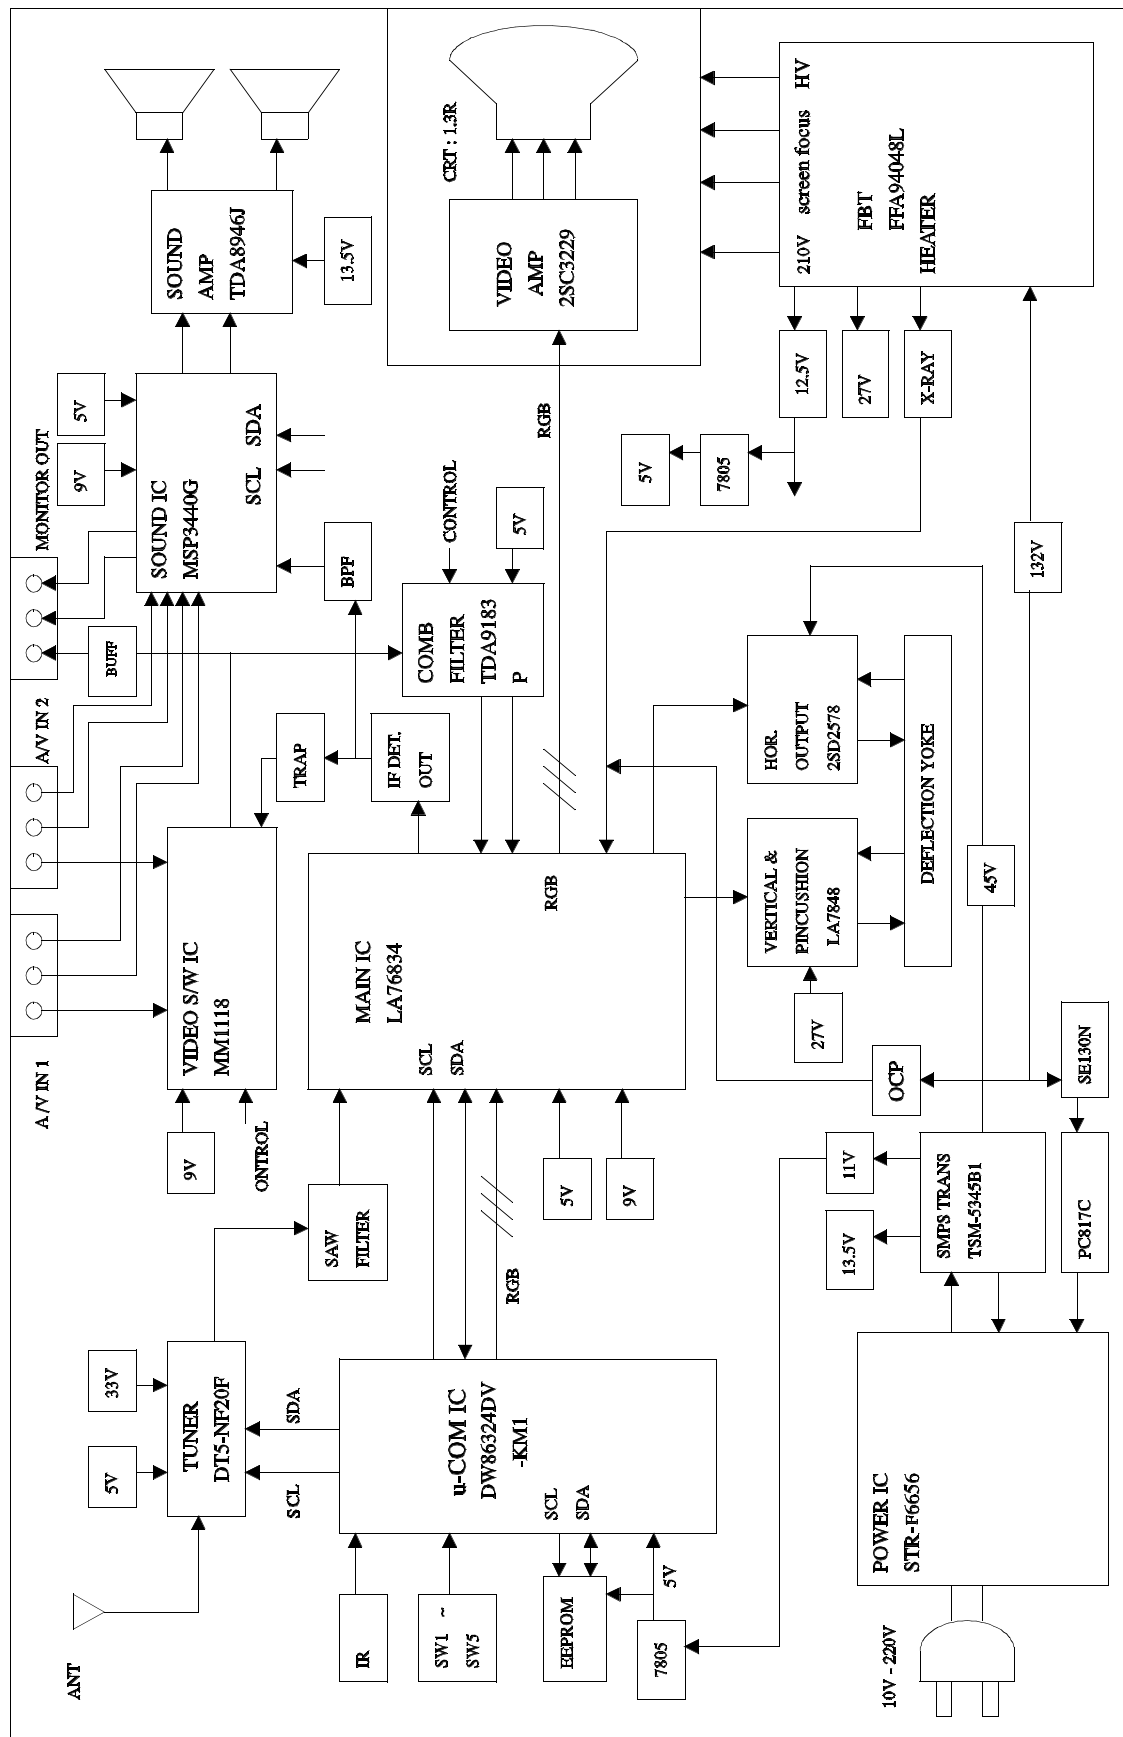 ANT
5V
33V
TUNER
DT5-NF20F
SCL
SDA
IR
SW1 ~
SW5
EEPROM
7805
5V
u-COM IC
DW86324DV
-KM1
SCL
SDA
RGB
SAW
FILTER
9V
ONTROL
5V
9V
A/V IN 1
A/V IN 2
MONITOR OUT
VIDEO S/W IC
MM1118
BUFF
TRAP
IF DET.
OUT
BPF
MAIN IC
LA76834
SCL
SDA
RGB
COMB
FILTER
TDA9183
P
CONTROL
5V
9V
5V
SOUND IC
MSP3440G
SCL SDA
SOUND
AMP
TDA8946J
13.5V
RGB
VIDEO
AMP
2SC3229
CRT : 1.3R
210V screen focus HV
FBT
FFA94048L
HEATER
12.5V
27V
X-RAY
7805
5V
132V
HOR.
OUTPUT
2SD2578
VERTICAL &
PINCUSHION
LA7848
27V
DEFLECTION YOKE
45V
OCP
SE130N
PC817C
SMPS TRANS
TSM-5345B1
11V
13.5V
POWER IC
STR-F6656
10V - 220V